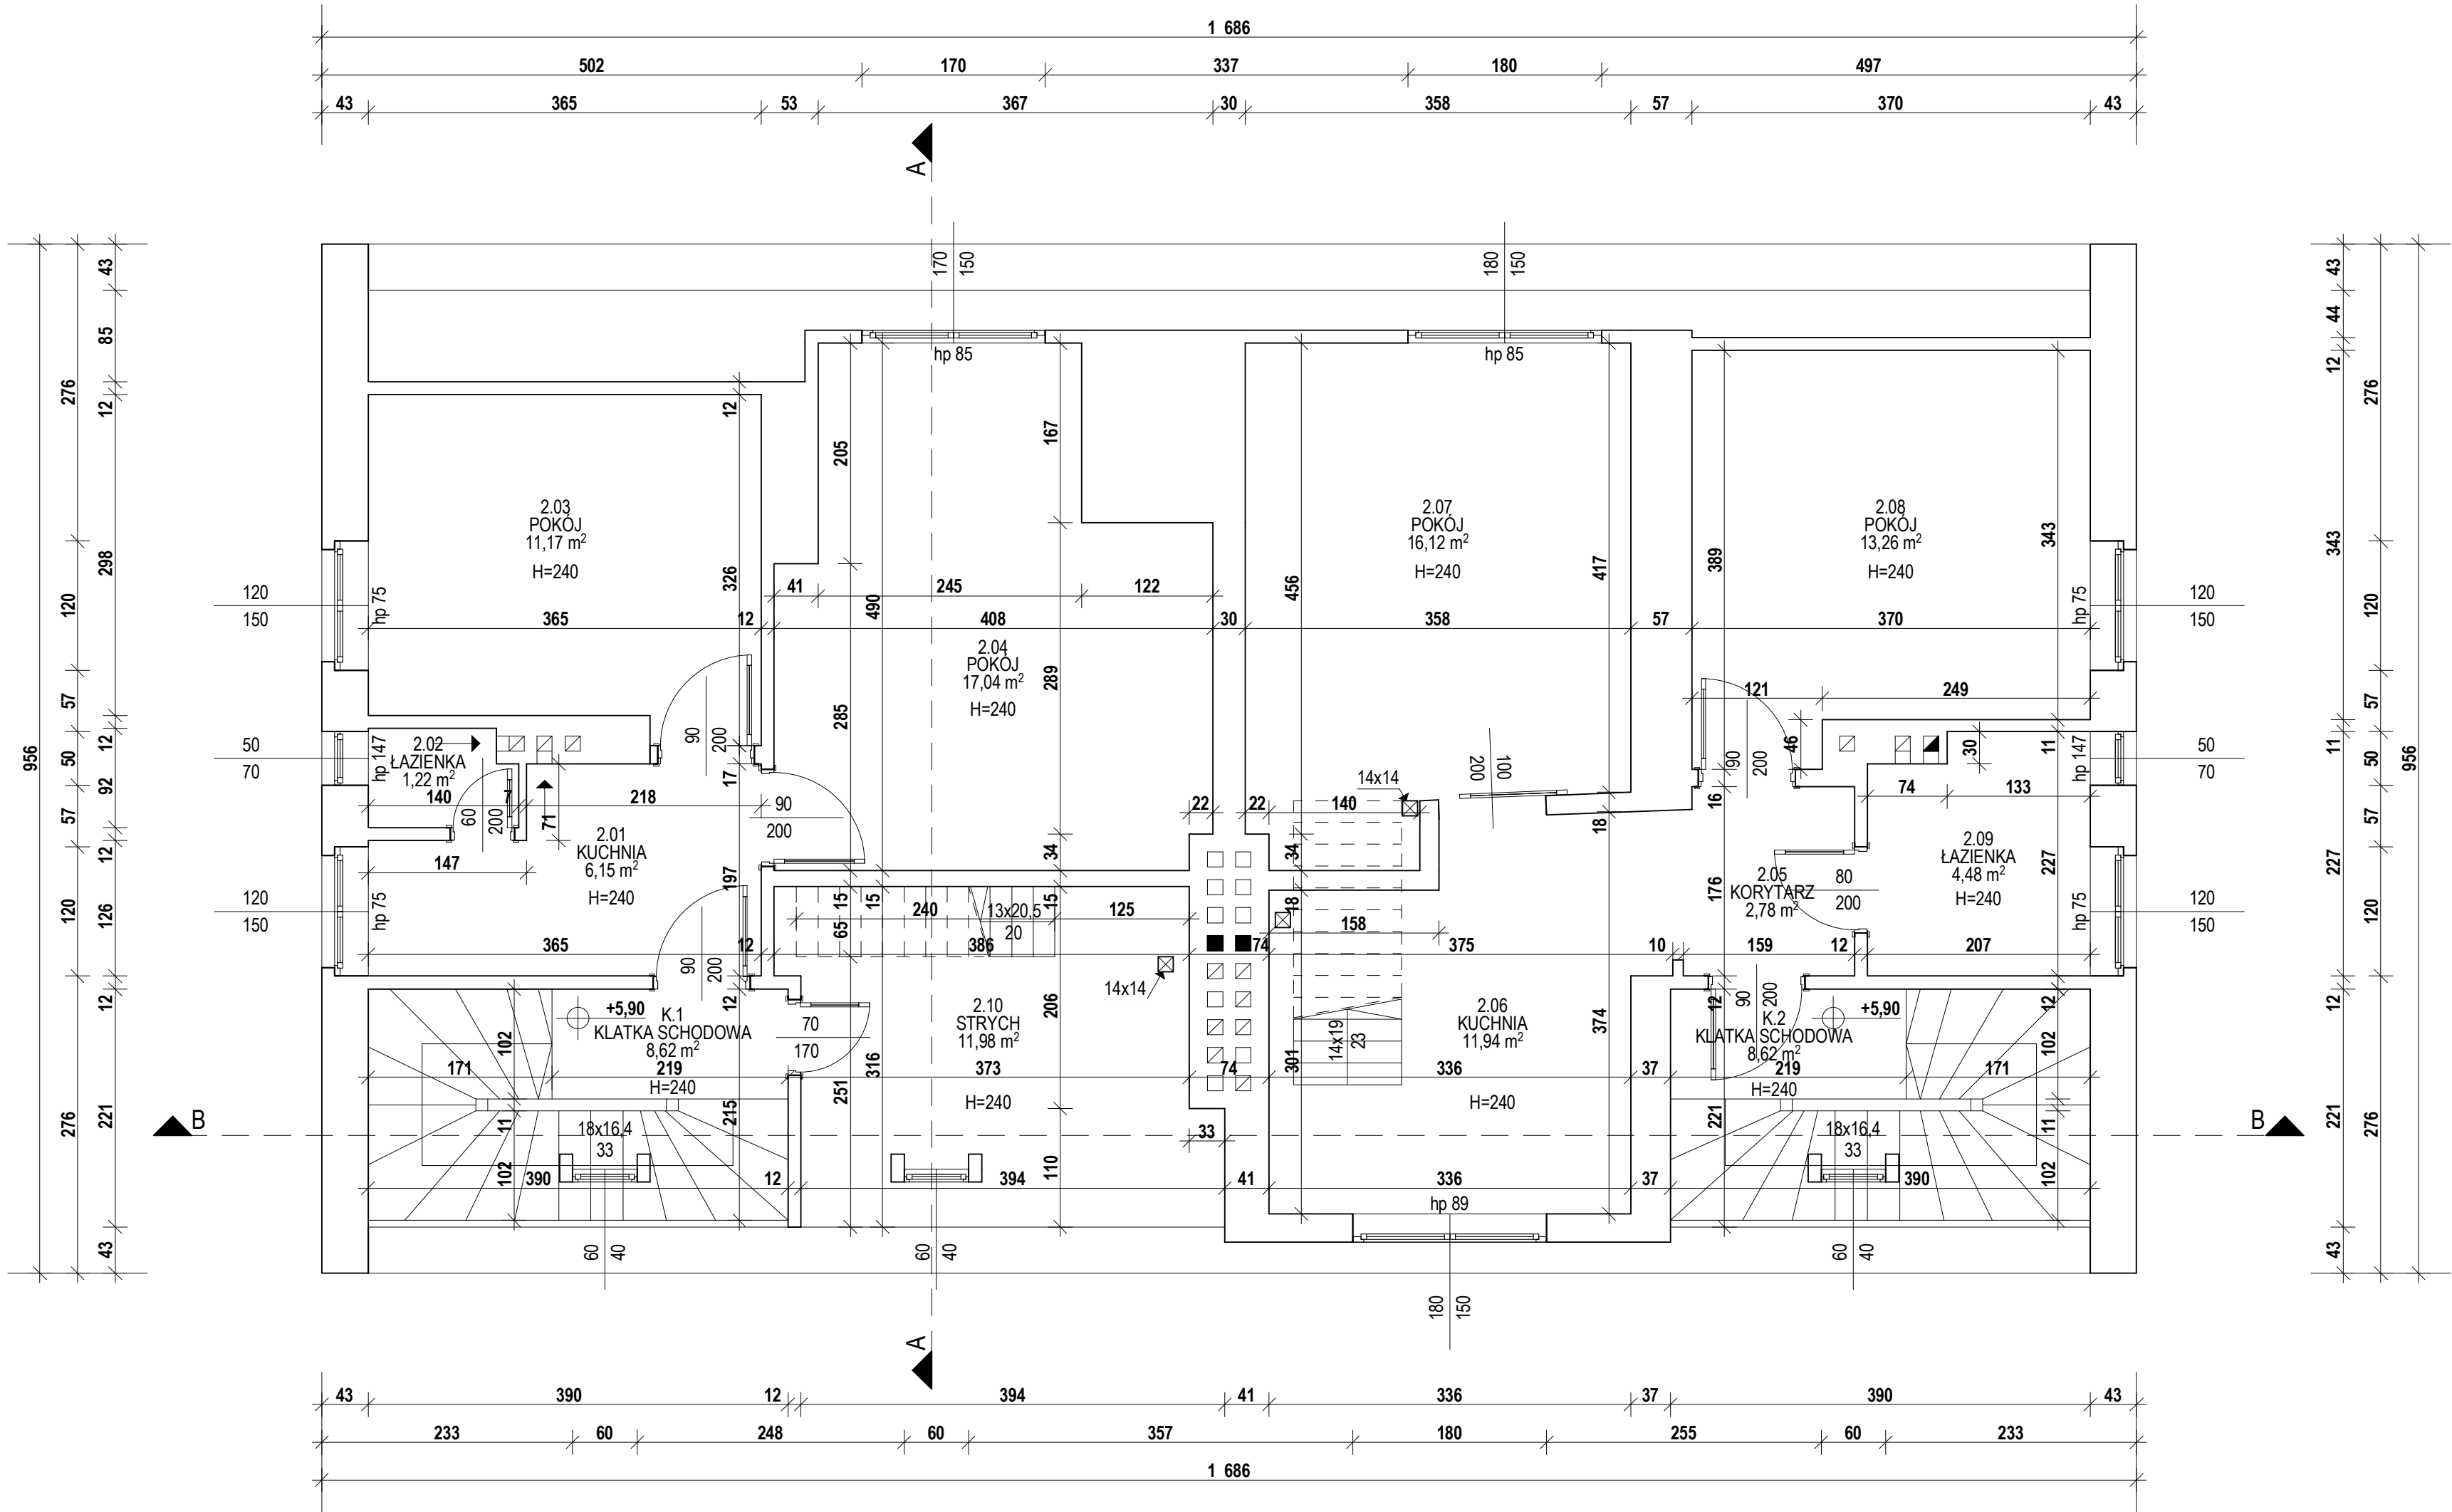 1 686
502 170 337 180 497
43 365 53 367 30 358 57 370 43
A
170 150
180 150
hp 85
hp 85
43 85 12 298 12 92 12 126 12 221 43
276 120 57 50 57 120 276
956
43 44 12 343 11 227 12 221 43
276 120 57 50 57 120 276
956
12
205
167
2.03
POKÓJ
11,17 m²
H=240
326
490
2.07
POKÓJ
16,12 m²
H=240
456
417
2.08
POKÓJ
13,26 m²
H=240
389
343
120
150
hp 75
41 245 122
365 12 408 30 358 57 370
hp 75
120
150
2.04
POKÓJ
17,04 m²
H=240
285
289
121 249
90
200
17
50
70
hp 147
2.02
ŁAZIENKA
1,22 m²
140 7 218
60
200
71
90
200
100
200
14x14
22 22 140
90
200
46
30
11
hp 147
50
70
74 133
16
18
2.01
KUCHNIA
6,15 m²
H=240
147
197
34
34
2.09
ŁAZIENKA
4,48 m²
H=240
227
2.05
KORYTARZ
2,78 m²
176
80
200
120
150
hp 75
hp 75
120
150
15 15 15
65
240 13x20,5 125
20
18
158
365 12 386 74 375 10 159 12 207
90
200
14x14
90
200
12
12
12
+5,90
K.1
KLATKA SCHODOWA
8,62 m²
H=240
102
70
170
2.10
STRYCH
11,98 m²
H=240
206
14x19
23
2.06
KUCHNIA
11,94 m²
H=240
374
+5,90
K.2
KLATKA SCHODOWA
8,62 m²
H=240
102
171 219 373 74 336 219 171
251
316
301
B
11
18x16,4
33
215
33
221
18x16,4
33
11
B
102
110
102
390 12 394 41 336 37 390
hp 89
60 40
60 40
180 150
60 40
A
43 390 12 394 41 336 37 390 43
233 60 248 60 357 180 255 60 233
1 686